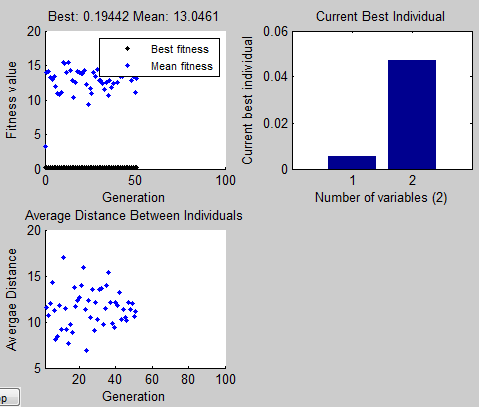 Best: 0.19442 Mean: 13.0461
Current Best Individual
20
15
10
5
0
Fitness value
Best fitness
Mean fitness
0
50
100
Generation
0.06
0.04
0.02
0
Current best individual
1
2
Number of variables (2)
Average Distance Between Individuals
20
15
10
5
Avergae Distance
20
40
60
80
100
Generation
op